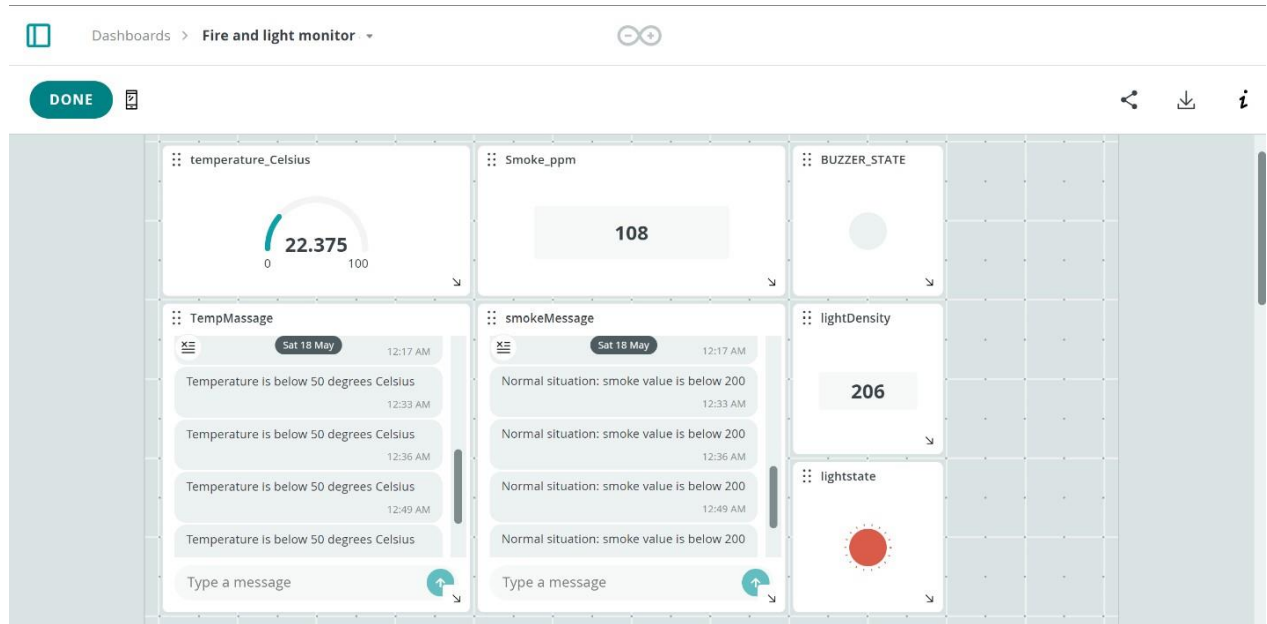 Dashboards > Fire and light monitor
DONE
temperature_Celsius
22.375
0 100
Smoke_ppm
108
BUZZER_STATE
TempMassage
Sat 18 May
12:17 AM
Temperature is below 50 degrees Celsius
12:33 AM
Temperature is below 50 degrees Celsius
12:36 AM
Temperature is below 50 degrees Celsius
12:49 AM
Temperature is below 50 degrees Celsius
Type a message
smokeMessage
Sat 18 May
12:17 AM
Normal situation: smoke value is below 200
12:33 AM
Normal situation: smoke value is below 200
12:36 AM
Normal situation: smoke value is below 200
12:49 AM
Normal situation: smoke value is below 200
Type a message
lightDensity
206
lightstate